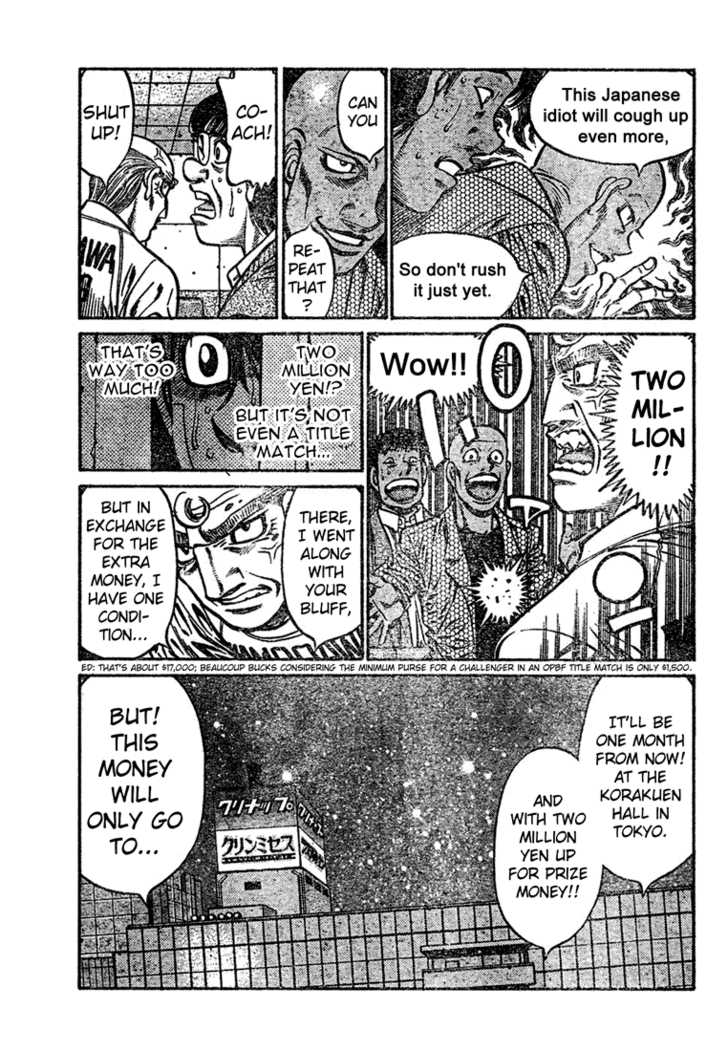 This Japanese
idiot will cough up
even more,
So don't rush
it just yet.
CAN
YOU
RE-
PEAT
THAT
?
CO-
ACH!
SHUT
UP!
AWA
TWO
MIL-
LION
!!
Wow!!
TWO
MILLION
YEN!?
BUT IT'S NOT
EVEN A TITLE
MATCH...
THAT'S
WAY TOO
MUCH!
THERE,
I WENT
ALONG
WITH
YOUR
BLUFF,
BUT IN
EXCHANGE
FOR THE
EXTRA
MONEY, I
HAVE ONE
CONDI-
TION...
ED: THAT'S ABOUT $17,000; BEAUCOUP BUCKS CONSIDERING THE MINIMUM PURSE FOR A CHALLENGER IN AN OPBF TITLE MATCH IS ONLY $1,500.
IT'LL BE
ONE MONTH
FROM NOW!
AT THE
KORAKUEN
HALL IN
TOKYO.
AND
WITH TWO
MILLION
YEN UP
FOR PRIZE
MONEY!!
BUT!
THIS
MONEY
WILL
ONLY GO
TO...
クリナップ
クリンミセス